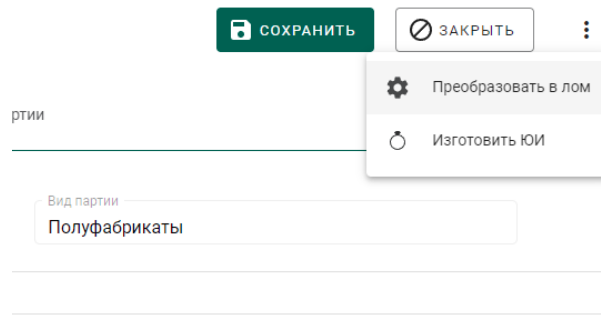 СОХРАНИТЬ
ЗАКРЫТЬ
Преобразовать в лом
ртии
Изготовить ЮИ
Вид партии
Полуфабрикаты